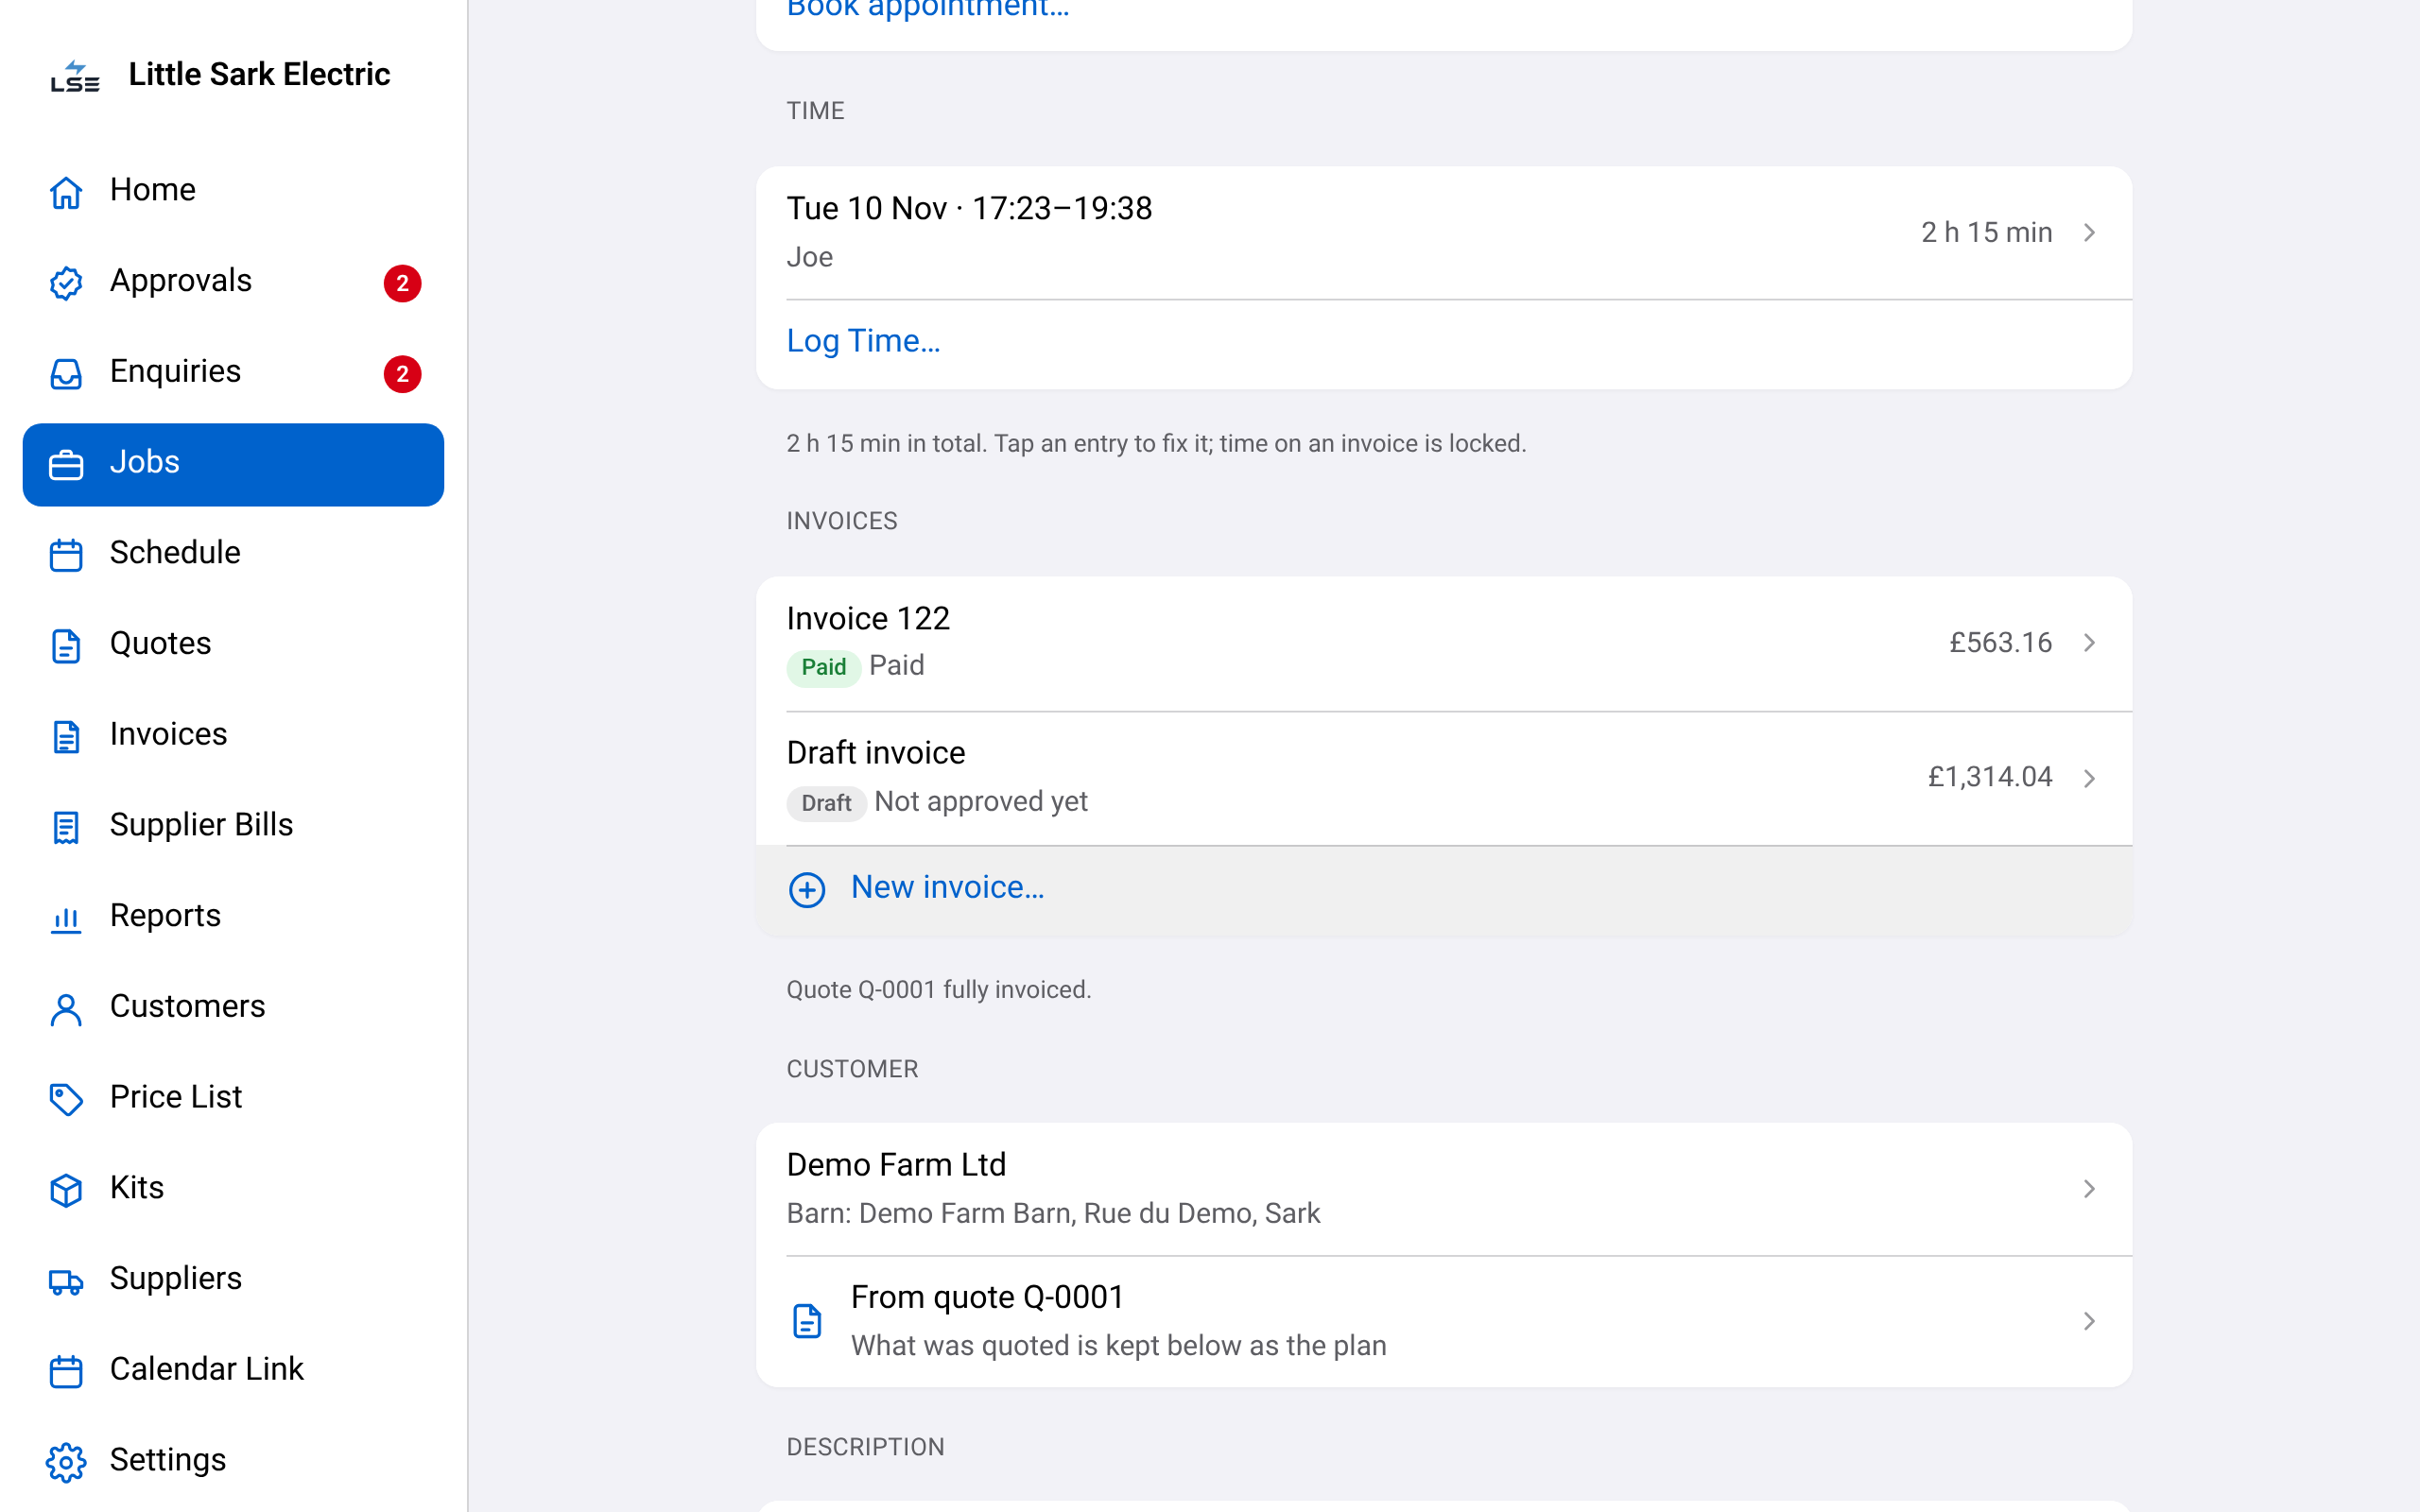 LSE Little Sark Electric
Home
Approvals 2
Enquiries 2
Jobs
Schedule
Quotes
Invoices
Supplier Bills
Reports
Customers
Price List
Kits
Suppliers
Calendar Link
Settings
Book appointment…
TIME
Tue 10 Nov · 17:23–19:38
Joe
2 h 15 min
Log Time…
2 h 15 min in total. Tap an entry to fix it; time on an invoice is locked.
INVOICES
Invoice 122
Paid Paid
£563.16
Draft invoice
Draft Not approved yet
£1,314.04
New invoice…
Quote Q-0001 fully invoiced.
CUSTOMER
Demo Farm Ltd
Barn: Demo Farm Barn, Rue du Demo, Sark
From quote Q-0001
What was quoted is kept below as the plan
DESCRIPTION